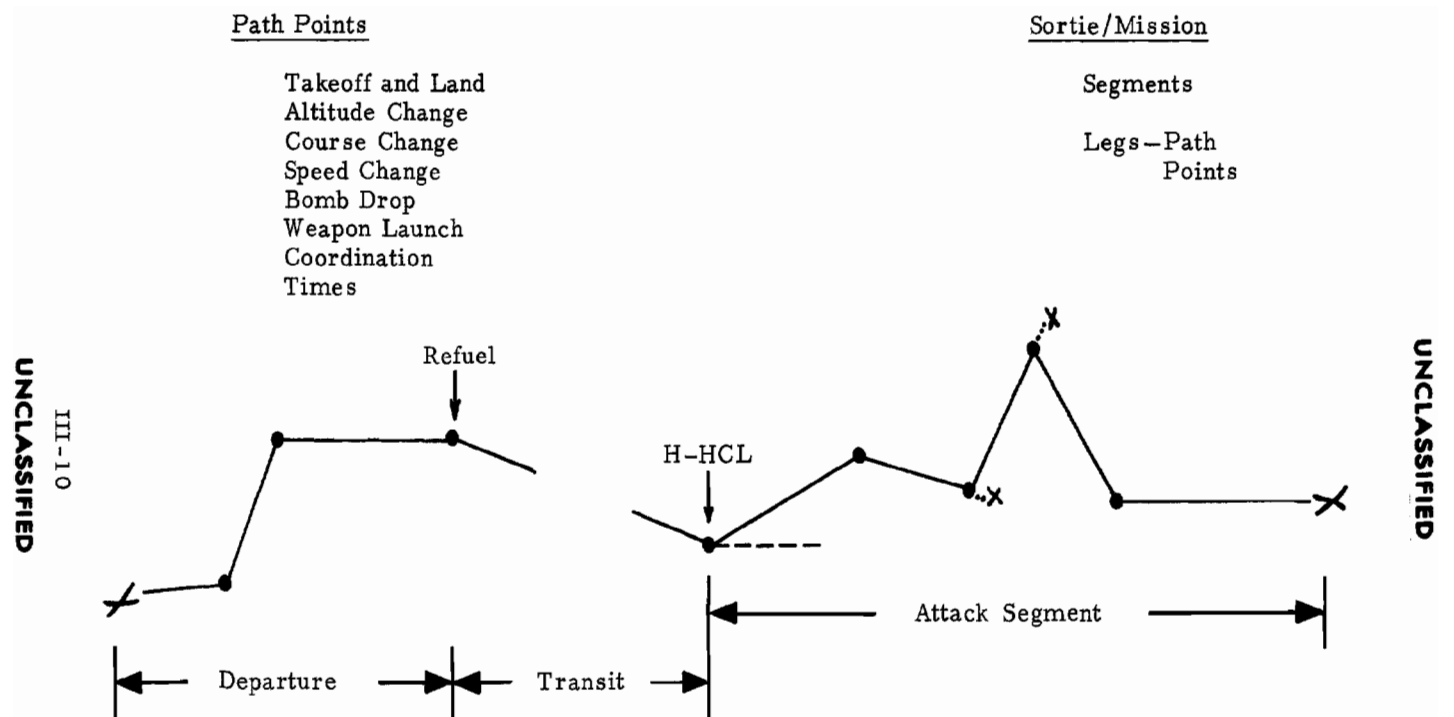 Path Points
Takeoff and Land
Altitude Change
Course Change
Speed Change
Bomb Drop
Weapon Launch
Coordination
Times
Sortie/Mission
Segments
Legs—Path
Points
Refuel
H-HCL
Attack Segment
Departure
Transit
UNCLASSIFIED
III-10
UNCLASSIFIED